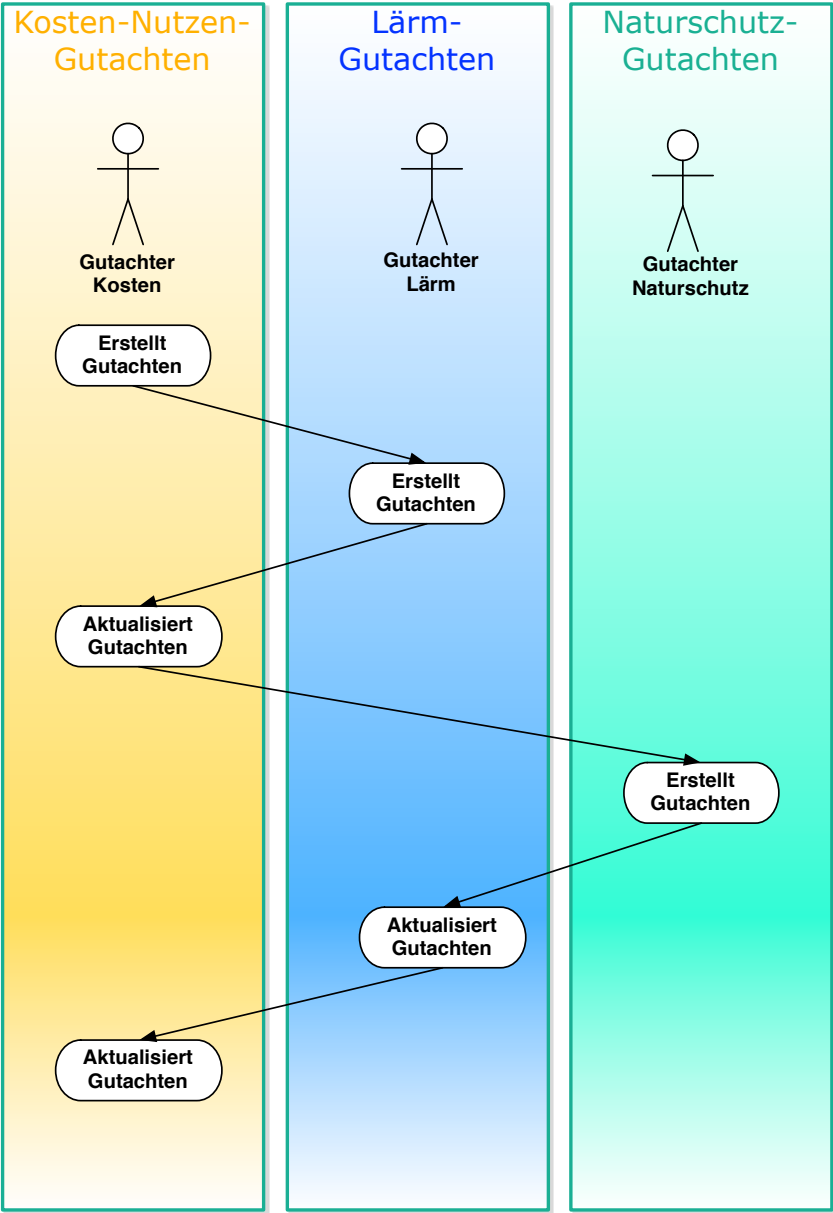 Kosten-Nutzen-
Gutachten
Lärm-
Gutachten
Naturschutz-
Gutachten
Gutachter
Kosten
Gutachter
Lärm
Gutachter
Naturschutz
Erstellt
Gutachten
Erstellt
Gutachten
Aktualisiert
Gutachten
Erstellt
Gutachten
Aktualisiert
Gutachten
Aktualisiert
Gutachten